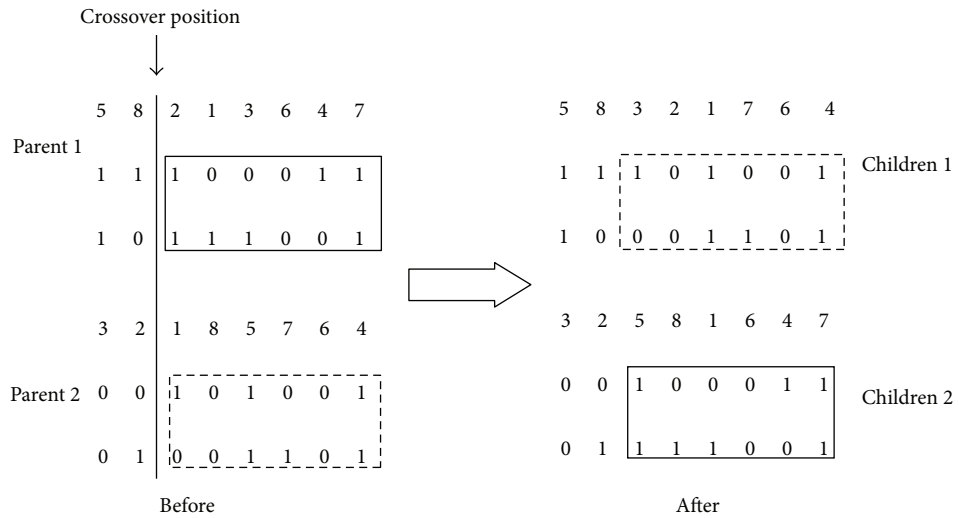 Crossover position
5 8 2 1 3 6 4 7
Parent 1
1 1 1 0 0 0 1 1
1 0 1 1 1 0 0 1
3 2 1 8 5 7 6 4
Parent 2 0 0 1 0 1 0 0 1
0 1 0 0 1 1 0 1
Before
5 8 3 2 1 7 6 4
1 1 1 0 1 0 0 1 Children 1
1 0 0 0 1 1 0 1
3 2 5 8 1 6 4 7
0 0 1 0 0 0 1 1
Children 2
0 1 1 1 1 0 0 1
After